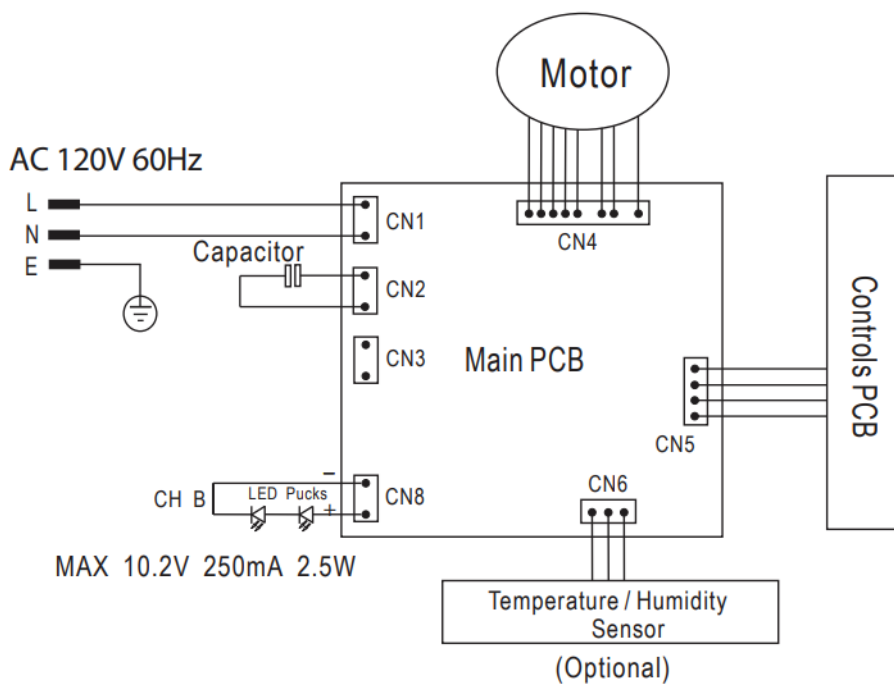 Motor
AC 120V 60Hz
L
N
E
CN1
CN4
Capacitor
CN2
CN3
Main PCB
Controls PCB
CN5
CN6
CH B
LED Pucks
−
+
CN8
MAX 10.2V 250mA 2.5W
Temperature / Humidity
Sensor
(Optional)